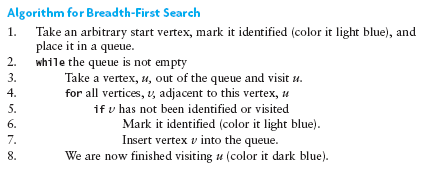 Algorithm for Breadth-First Search
1. Take an arbitrary start vertex, mark it identified (color it light blue), and
place it in a queue.
2. while the queue is not empty
3. Take a vertex, u, out of the queue and visit u.
4. for all vertices, v, adjacent to this vertex, u
5. if v has not been identified or visited
6. Mark it identified (color it light blue).
7. Insert vertex v into the queue.
8. We are now finished visiting u (color it dark blue).